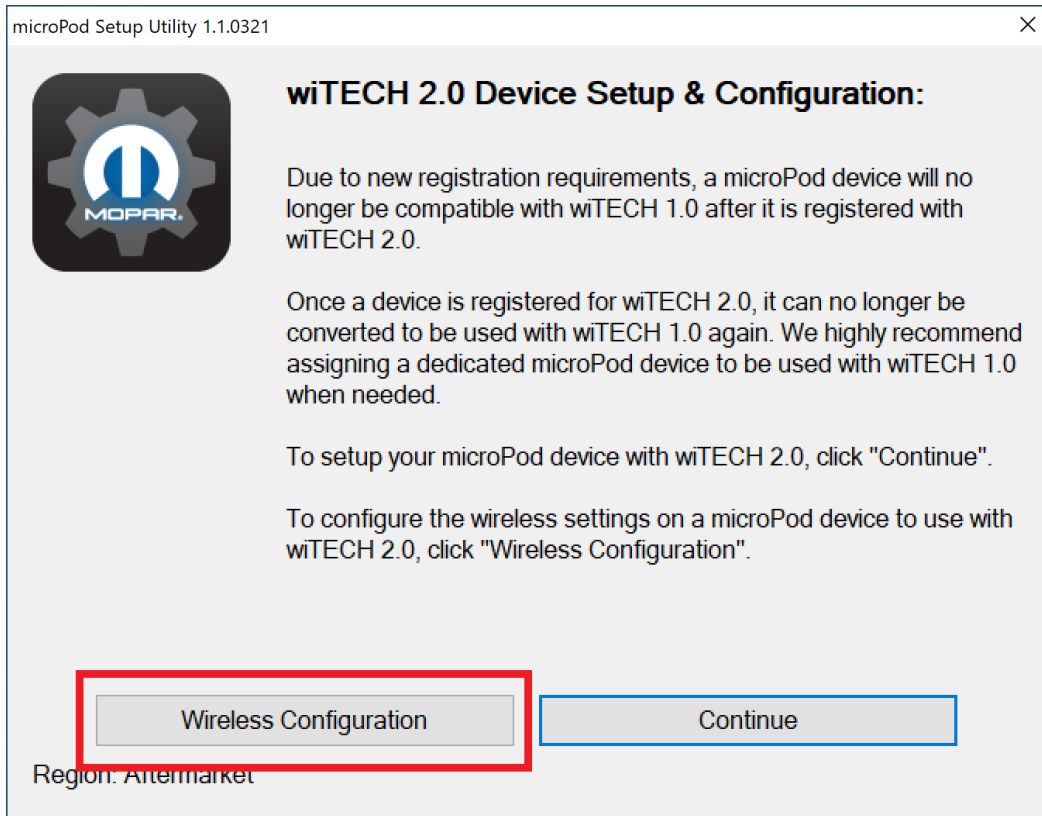 microPod Setup Utility 1.1.0321
wiTECH 2.0 Device Setup & Configuration:
MOPAR.
Due to new registration requirements, a microPod device will no
longer be compatible with wiTECH 1.0 after it is registered with
wiTECH 2.0.
Once a device is registered for wiTECH 2.0, it can no longer be
converted to be used with wiTECH 1.0 again. We highly recommend
assigning a dedicated microPod device to be used with wiTECH 1.0
when needed.
To setup your microPod device with wiTECH 2.0, click "Continue".
To configure the wireless settings on a microPod device to use with
wiTECH 2.0, click "Wireless Configuration".
Wireless Configuration
Continue
Region: Aftermarket